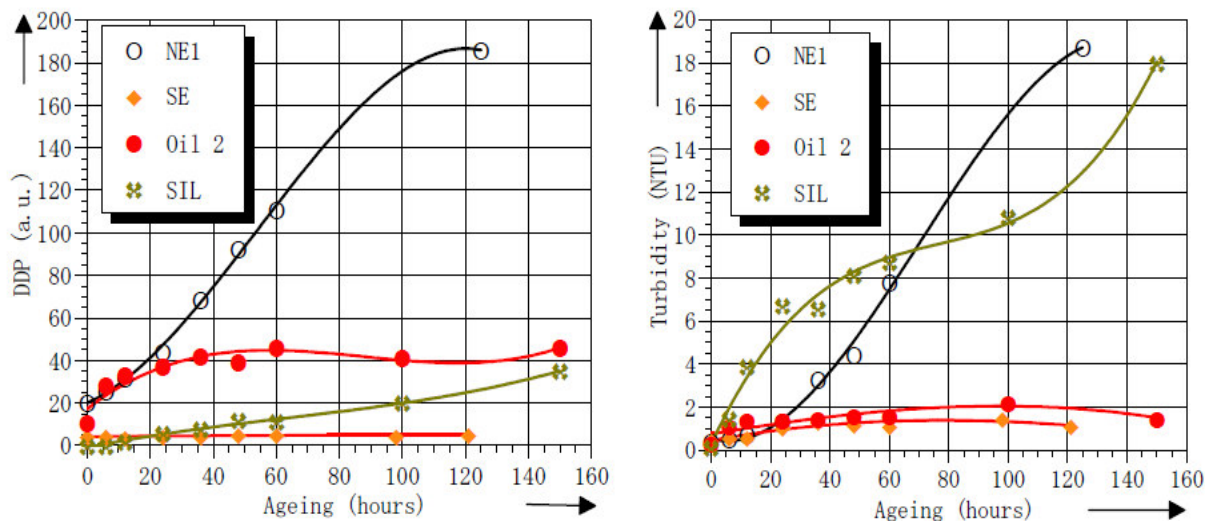 200
180
160
140
120
100
80
60
40
20
0
DDP (a.u.)
NE1
SE
Oil 2
SIL
0 20 40 60 80 100 120 140 160
Ageing (hours)
20
18
16
14
12
10
8
6
4
2
0
Turbidity (NTU)
NE1
SE
Oil 2
SIL
0 20 40 60 80 100 120 140 160
Ageing (hours)